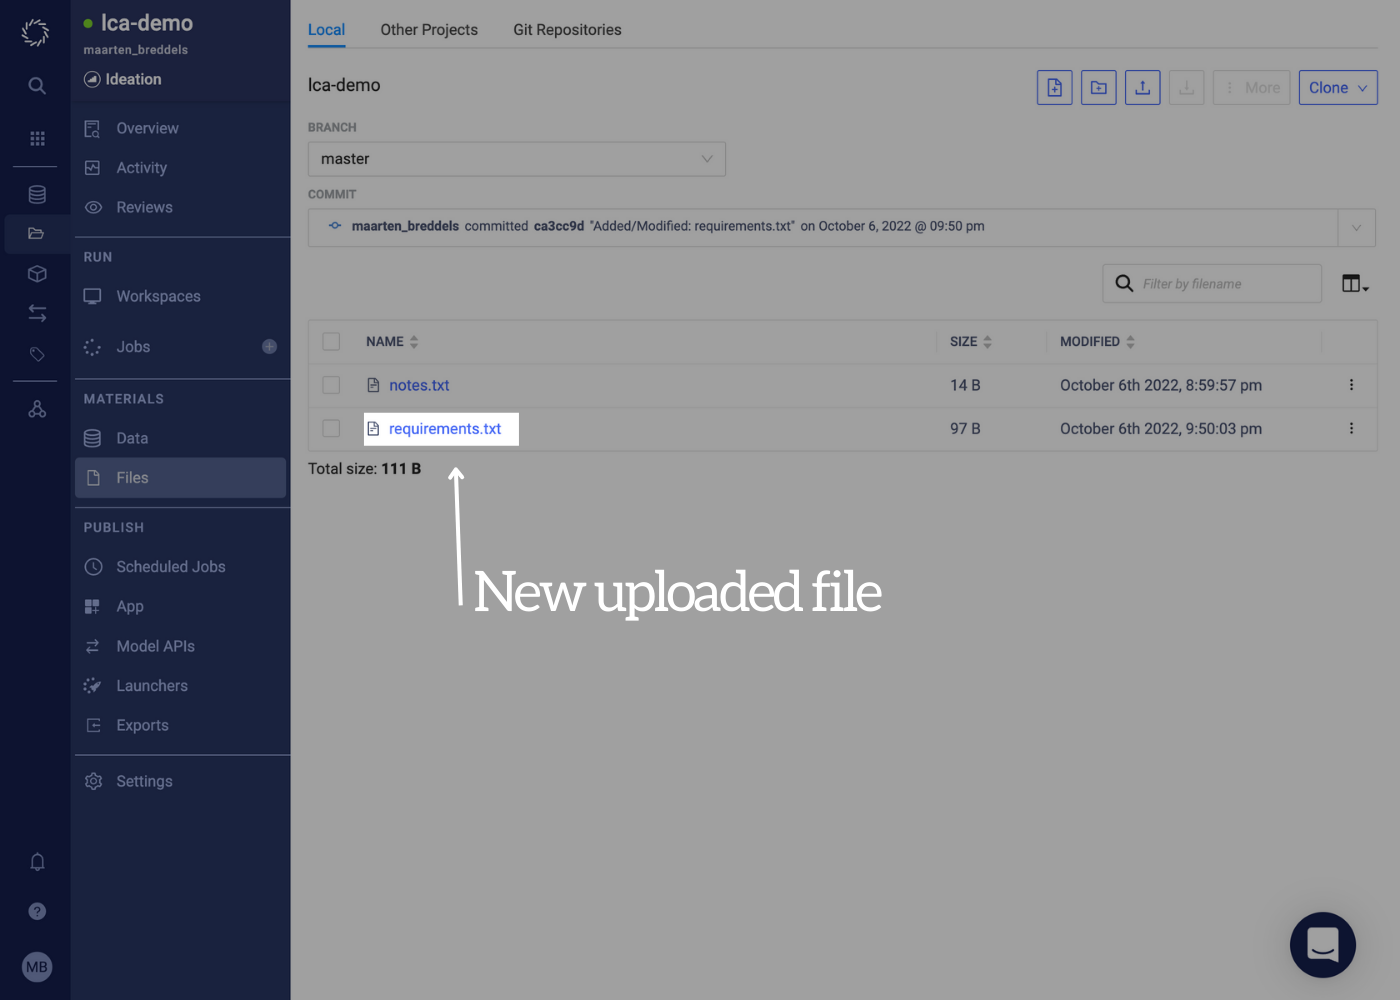 lca-demo
maarten_breddels
Ideation
Overview
Activity
Reviews
RUN
Workspaces
Jobs
MATERIALS
Data
Files
PUBLISH
Scheduled Jobs
App
Model APIs
Launchers
Exports
Settings
MB
Local Other Projects Git Repositories
lca-demo
More Clone
BRANCH
master
COMMIT
maarten_breddels committed ca3cc9d "Added/Modified: requirements.txt" on October 6, 2022 @ 09:50 pm
Filter by filename
NAME SIZE MODIFIED
notes.txt 14 B October 6th 2022, 8:59:57 pm
requirements.txt 97 B October 6th 2022, 9:50:03 pm
Total size: 111 B
New uploaded file